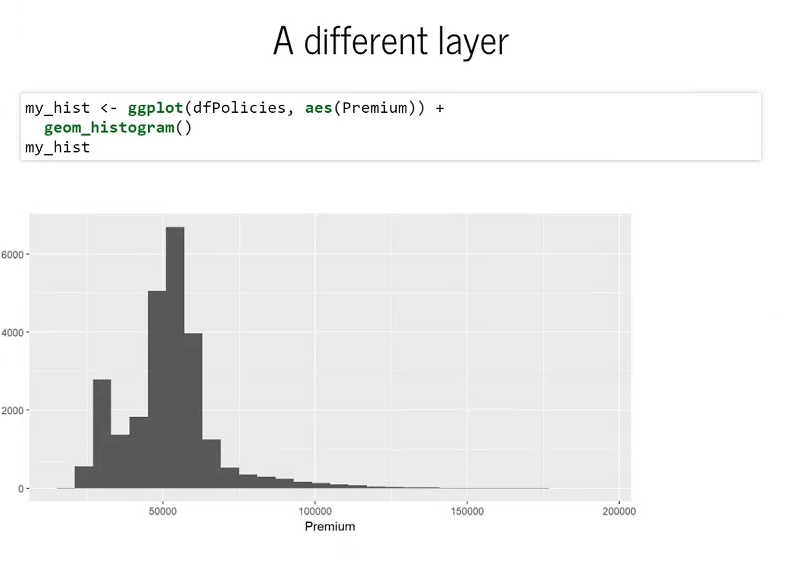 A different layer
my_hist <- ggplot(dfPolicies, aes(Premium)) +
  geom_histogram()
my_hist
6000
4000
2000
0
50000 100000 150000 200000
Premium